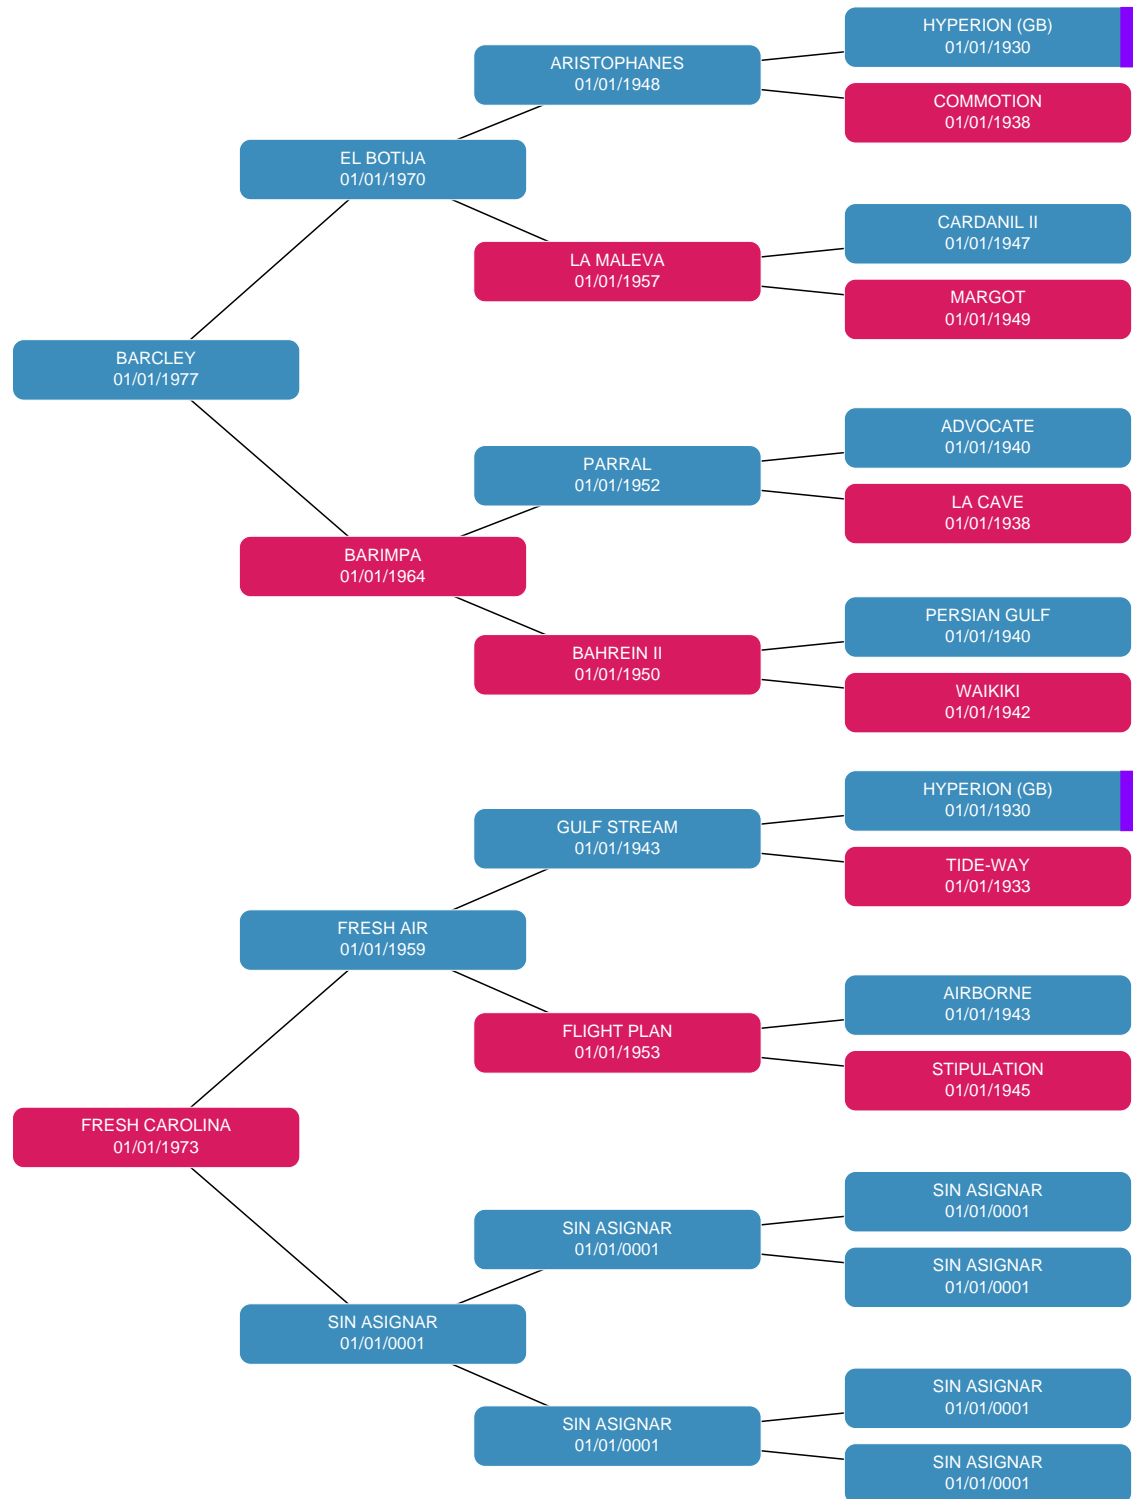 HYPERION (GB)
01/01/1930
ARISTOPHANES
01/01/1948
COMMOTION
01/01/1938
EL BOTIJA
01/01/1970
CARDANIL II
01/01/1947
LA MALEVA
01/01/1957
MARGOT
01/01/1949
BARCLEY
01/01/1977
ADVOCATE
01/01/1940
PARRAL
01/01/1952
LA CAVE
01/01/1938
BARIMPA
01/01/1964
PERSIAN GULF
01/01/1940
BAHREIN II
01/01/1950
WAIKIKI
01/01/1942
HYPERION (GB)
01/01/1930
GULF STREAM
01/01/1943
TIDE-WAY
01/01/1933
FRESH AIR
01/01/1959
AIRBORNE
01/01/1943
FLIGHT PLAN
01/01/1953
STIPULATION
01/01/1945
FRESH CAROLINA
01/01/1973
SIN ASIGNAR
01/01/0001
SIN ASIGNAR
01/01/0001
SIN ASIGNAR
01/01/0001
SIN ASIGNAR
01/01/0001
SIN ASIGNAR
01/01/0001
SIN ASIGNAR
01/01/0001
SIN ASIGNAR
01/01/0001